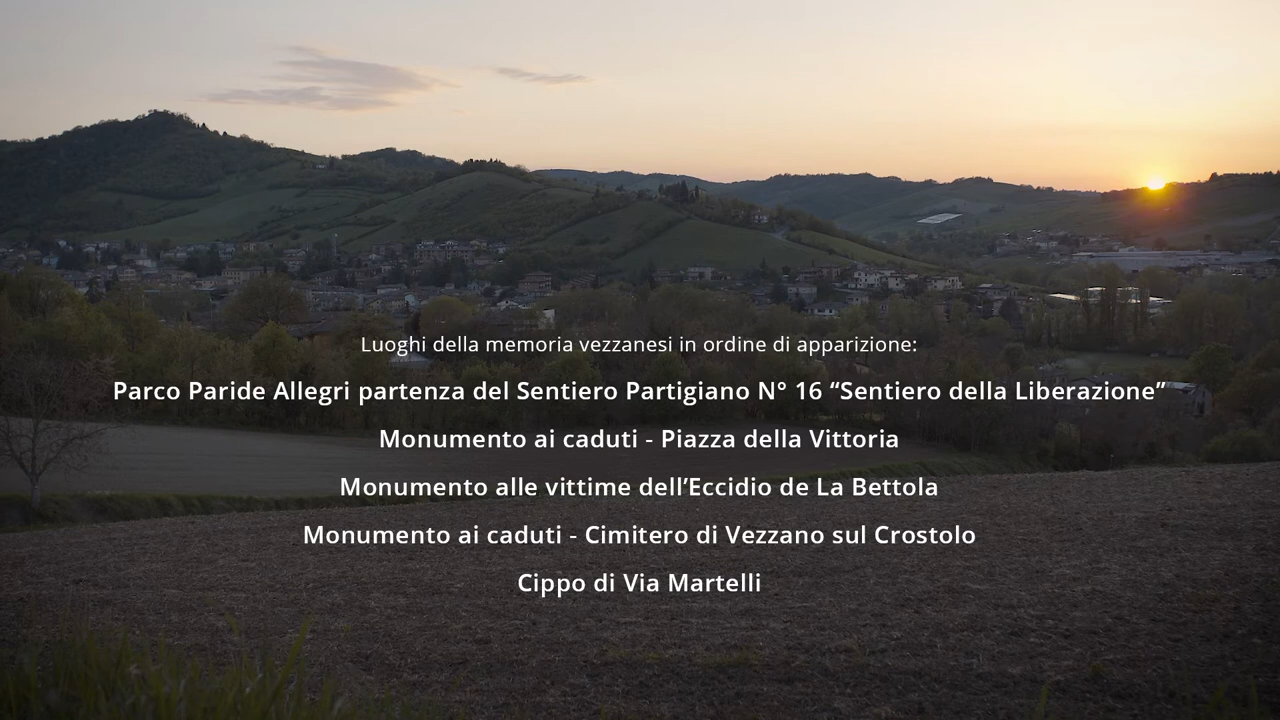 Luoghi della memoria vezzanesi in ordine di apparizione:
Parco Paride Allegri partenza del Sentiero Partigiano N° 16 “Sentiero della Liberazione”
Monumento ai caduti - Piazza della Vittoria
Monumento alle vittime dell’Eccidio de La Bettola
Monumento ai caduti - Cimitero di Vezzano sul Crostolo
Cippo di Via Martelli